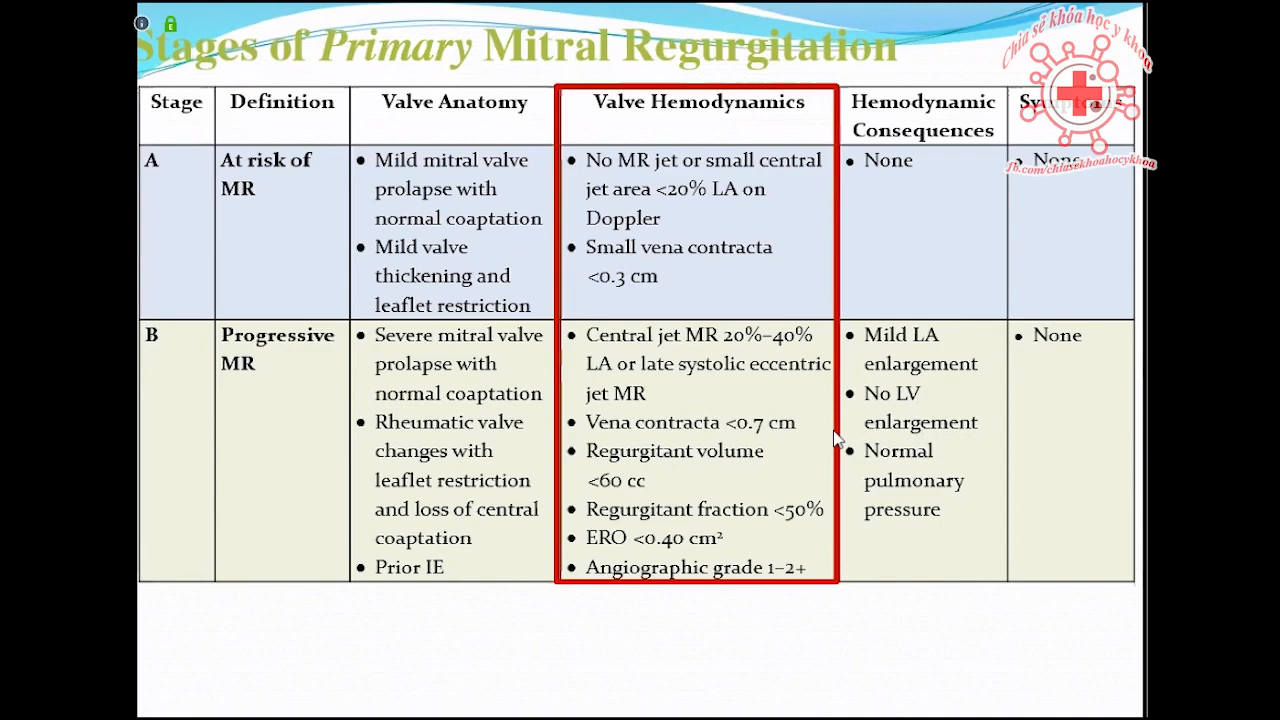 Stages of Primary Mitral Regurgitation
Chia sẻ khóa học y khoa
Stage
Definition
Valve Anatomy
Valve Hemodynamics
Hemodynamic
Consequences
Symptoms
A
At risk of
MR
• Mild mitral valve
prolapse with
normal coaptation
• Mild valve
thickening and
leaflet restriction
• No MR jet or small central
jet area <20% LA on
Doppler
• Small vena contracta
<0.3 cm
• None
• None
fb.com/chiasekhoahocykhoa
B
Progressive
MR
• Severe mitral valve
prolapse with
normal coaptation
• Rheumatic valve
changes with
leaflet restriction
and loss of central
coaptation
• Prior IE
• Central jet MR 20%–40%
LA or late systolic eccentric
jet MR
• Vena contracta <0.7 cm
• Regurgitant volume
<60 cc
• Regurgitant fraction <50%
• ERO <0.40 cm²
• Angiographic grade 1–2+
• Mild LA
enlargement
• No LV
enlargement
• Normal
pulmonary
pressure
• None